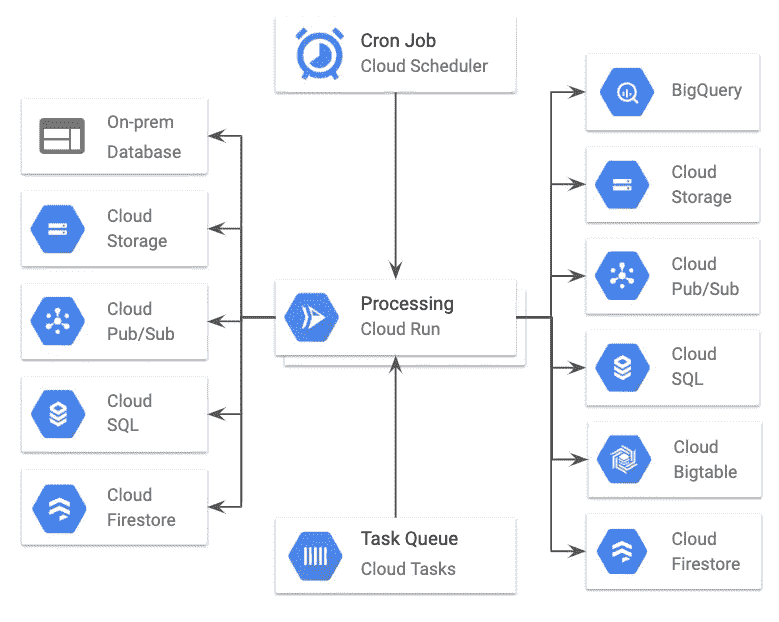 Cron Job
Cloud Scheduler
On-prem
Database
Cloud
Storage
Cloud
Pub/Sub
Cloud
SQL
Cloud
Firestore
Processing
Cloud Run
Task Queue
Cloud Tasks
BigQuery
Cloud
Storage
Cloud
Pub/Sub
Cloud
SQL
Cloud
Bigtable
Cloud
Firestore